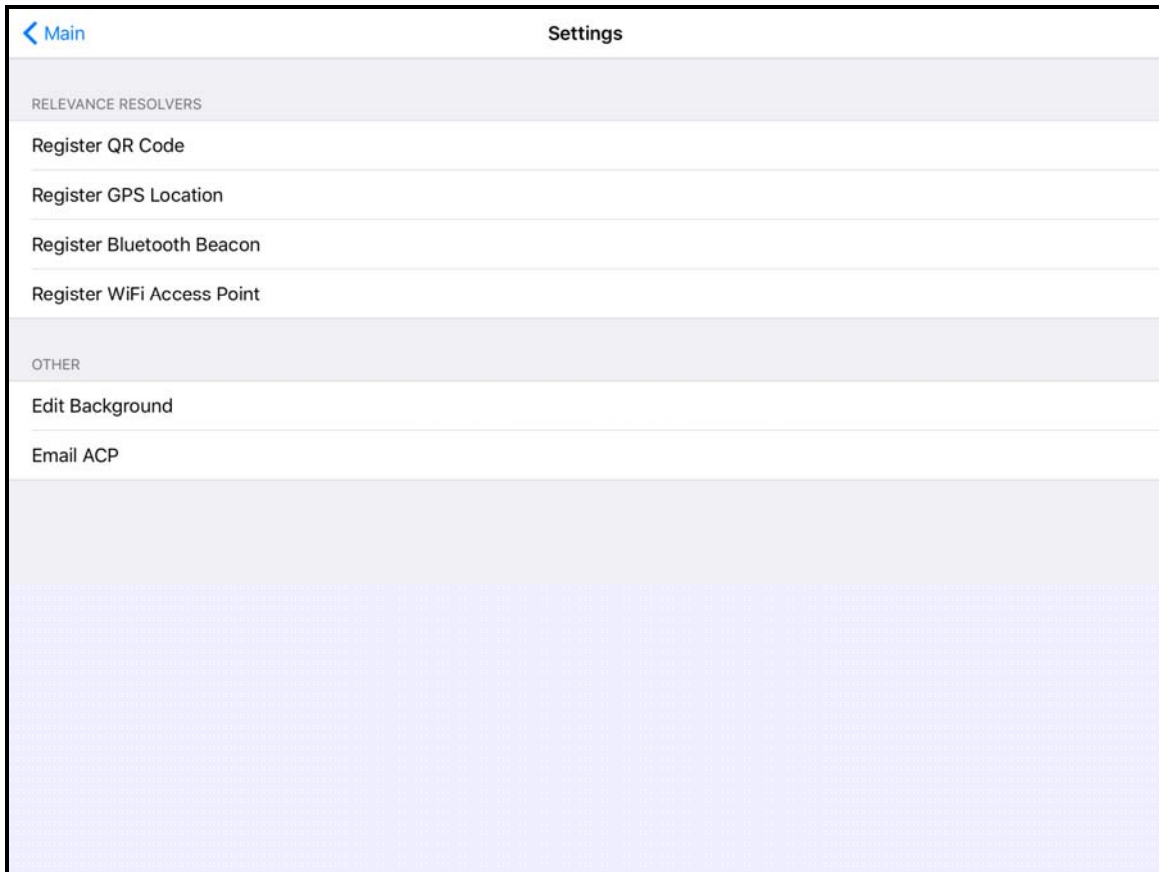 Main
Settings
RELEVANCE RESOLVERS
Register QR Code
Register GPS Location
Register Bluetooth Beacon
Register WiFi Access Point
OTHER
Edit Background
Email ACP